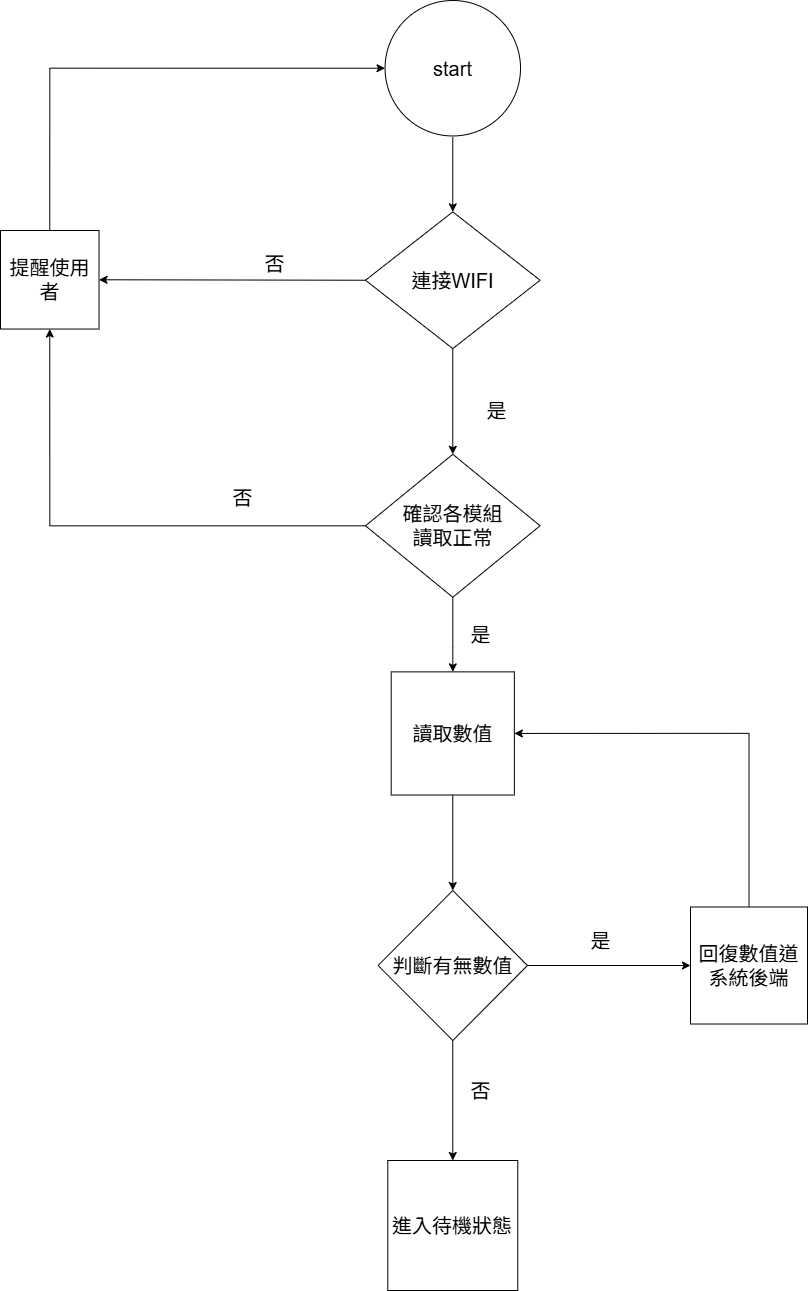 start
提醒使用
者
否
連接WIFI
是
否
確認各模組
讀取正常
是
讀取數值
判斷有無數值
是
回復數值道
系統後端
否
進入待機狀態